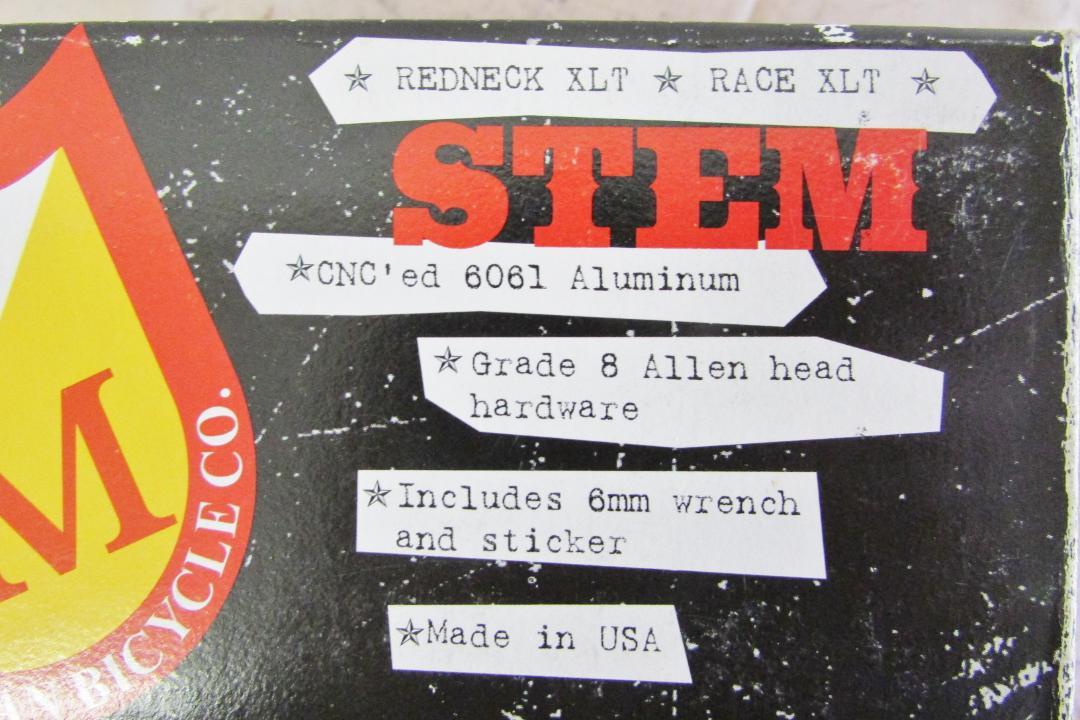 ☆ REDNECK XLT ☆ RACE XLT ☆
STEM
☆CNC'ed 6061 Aluminum
☆Grade 8 Allen head
hardware
☆Includes 6mm wrench
and sticker
☆Made in USA
M
BICYCLE CO.